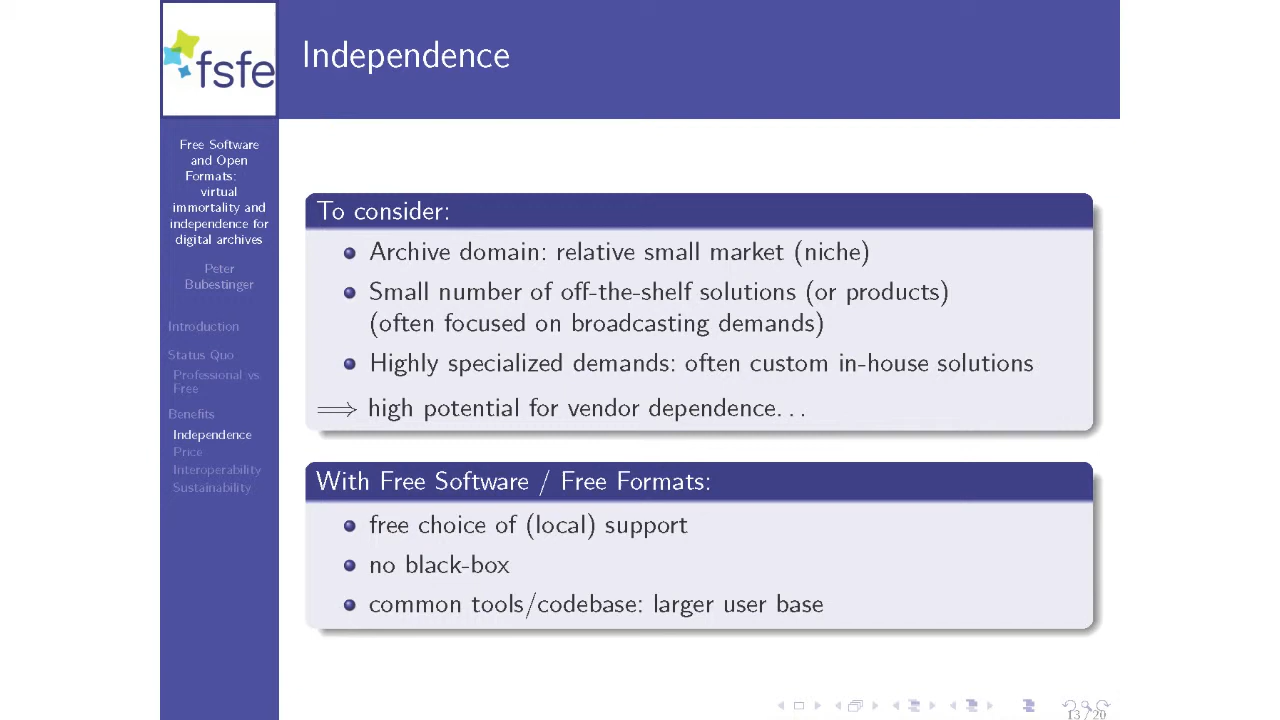 fsfe
Independence
Free Software
and Open
Formats:
virtual
immortality and
independence for
digital archives
Peter
Bubestinger
Introduction
Status Quo
Professional vs
Free
Benefits
Independence
Price
Interoperability
Sustainability
To consider:
Archive domain: relative small market (niche)
Small number of off-the-shelf solutions (or products)
(often focused on broadcasting demands)
Highly specialized demands: often custom in-house solutions
⟹ high potential for vendor dependence...
With Free Software / Free Formats:
free choice of (local) support
no black-box
common tools/codebase: larger user base
13 / 20